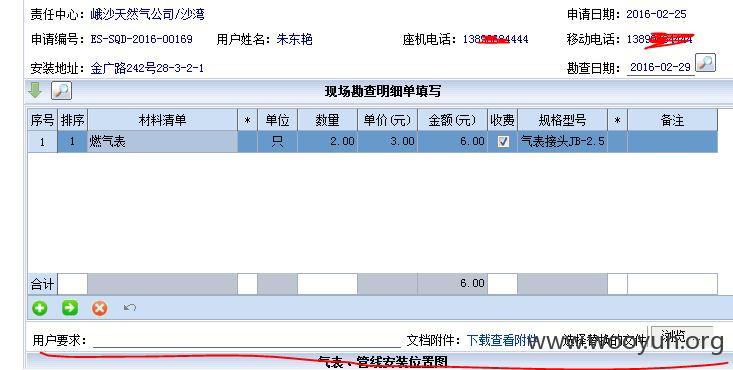 责任中心：峨沙天然气公司/沙湾 申请日期：2016-02-25
申请编号：ES-SQD-2016-00169 用户姓名：朱东艳 座机电话：138 4444 移动电话：138
安装地址：金广路242号28-3-2-1 勘查日期：2016-02-29
现场勘查明细单填写
序号 排序 材料清单 * 单位 数量 单价(元) 金额(元) 收费 规格型号 * 备注
1 1 燃气表 只 2.00 3.00 6.00 气表接头JB-2.5
合计 6.00
用户要求： 文档附件：下载查看附件 选择替换的文件 浏览
www.wooyun.org
气表、管线安装位置图